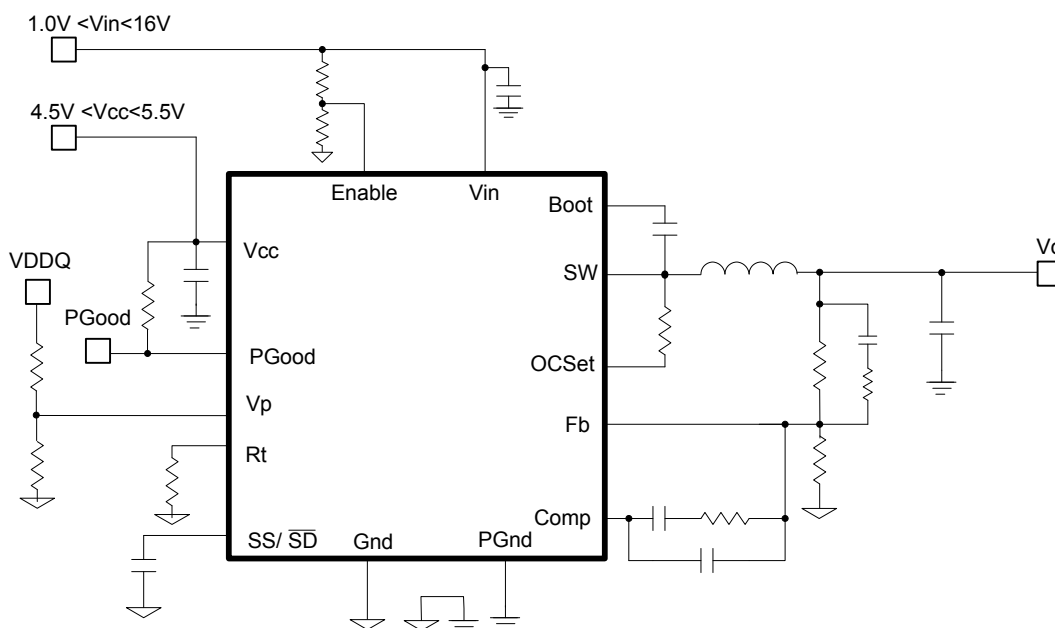 1.0V <Vin<16V
4.5V <Vcc<5.5V
Enable
Vin
Boot
Vcc
SW
VDDQ
PGood
PGood
OCSet
Vp
Fb
Rt
Comp
SS/ SD
Gnd
PGnd